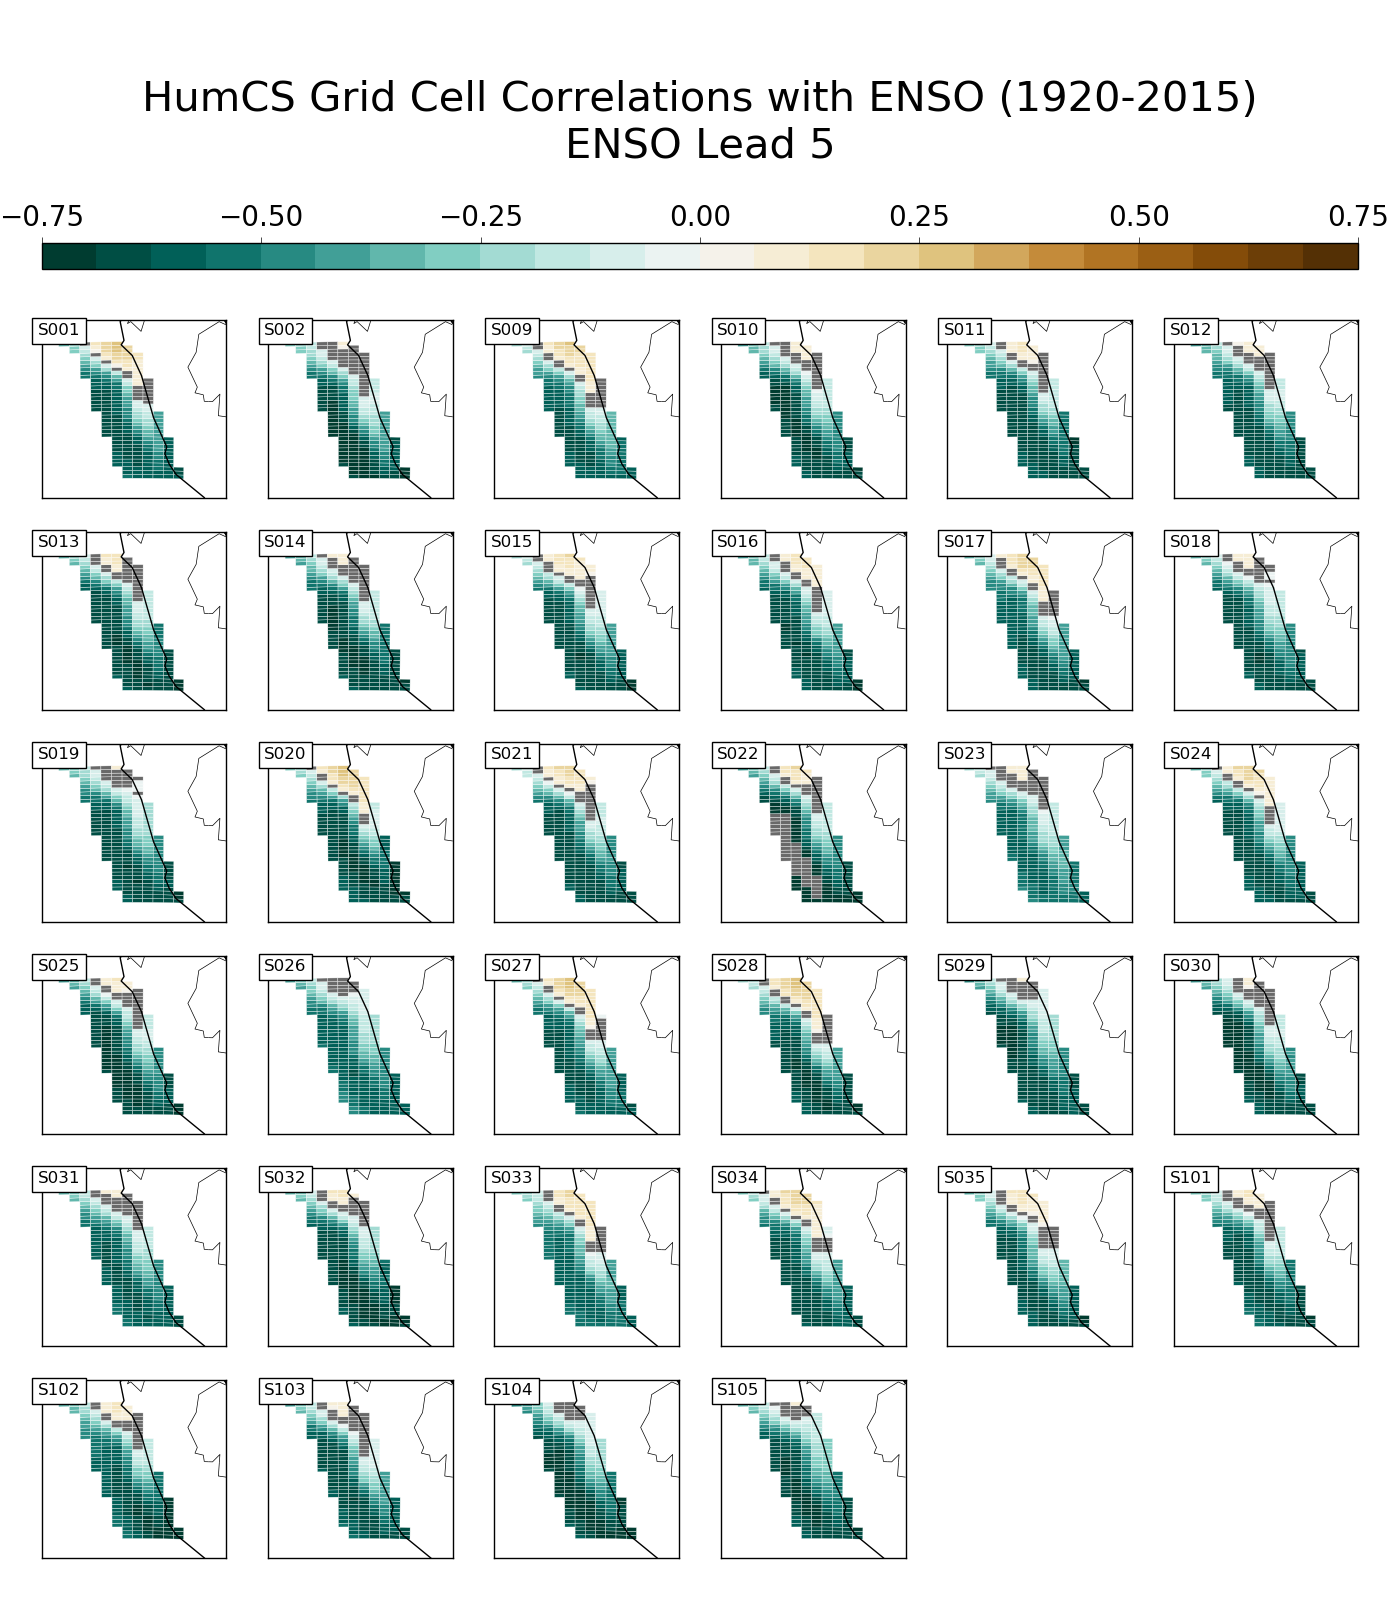 HumCS Grid Cell Correlations with ENSO (1920-2015)
ENSO Lead 5
−0.75 −0.50 −0.25 0.00 0.25 0.50 0.75
S001 S002 S009 S010 S011 S012
S013 S014 S015 S016 S017 S018
S019 S020 S021 S022 S023 S024
S025 S026 S027 S028 S029 S030
S031 S032 S033 S034 S035 S101
S102 S103 S104 S105